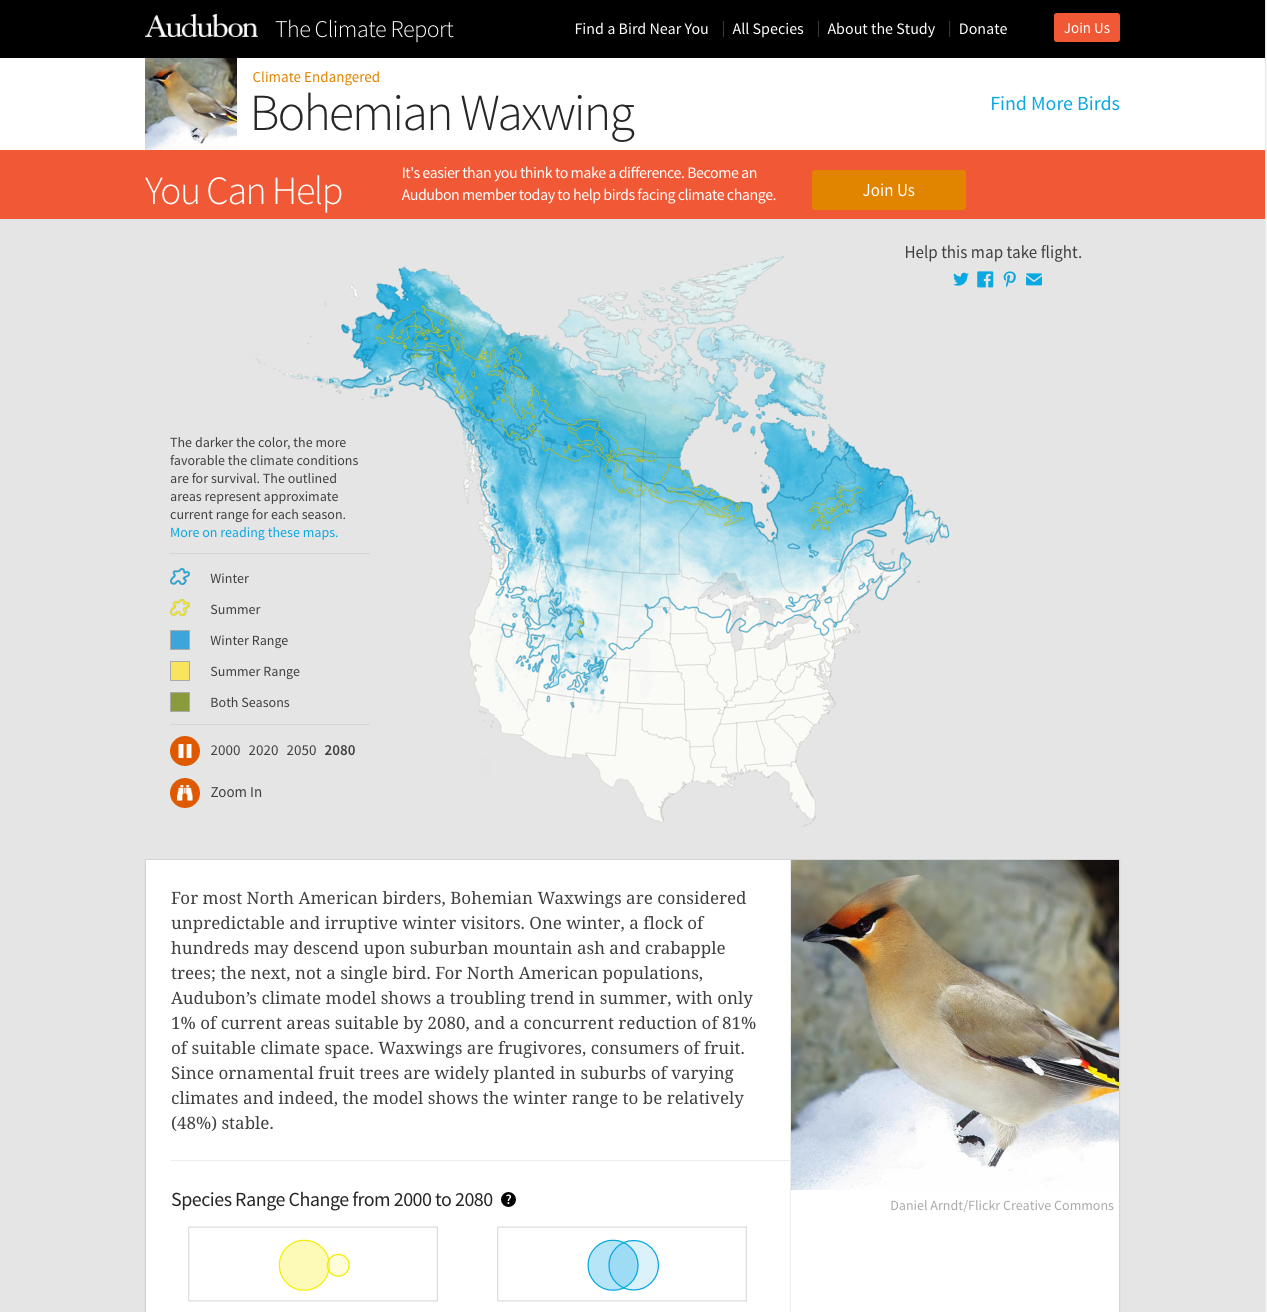 Audubon The Climate Report Find a Bird Near You All Species About the Study Donate Join Us
Climate Endangered
Bohemian Waxwing
Find More Birds
You Can Help
It's easier than you think to make a difference. Become an
Audubon member today to help birds facing climate change.
Join Us
Help this map take flight.
The darker the color, the more
favorable the climate conditions
are for survival. The outlined
areas represent approximate
current range for each season.
More on reading these maps.
Winter
Summer
Winter Range
Summer Range
Both Seasons
2000 2020 2050 2080
Zoom In
For most North American birders, Bohemian Waxwings are considered
unpredictable and irruptive winter visitors. One winter, a flock of
hundreds may descend upon suburban mountain ash and crabapple
trees; the next, not a single bird. For North American populations,
Audubon’s climate model shows a troubling trend in summer, with only
1% of current areas suitable by 2080, and a concurrent reduction of 81%
of suitable climate space. Waxwings are frugivores, consumers of fruit.
Since ornamental fruit trees are widely planted in suburbs of varying
climates and indeed, the model shows the winter range to be relatively
(48%) stable.
Daniel Arndt/Flickr Creative Commons
Species Range Change from 2000 to 2080 ?